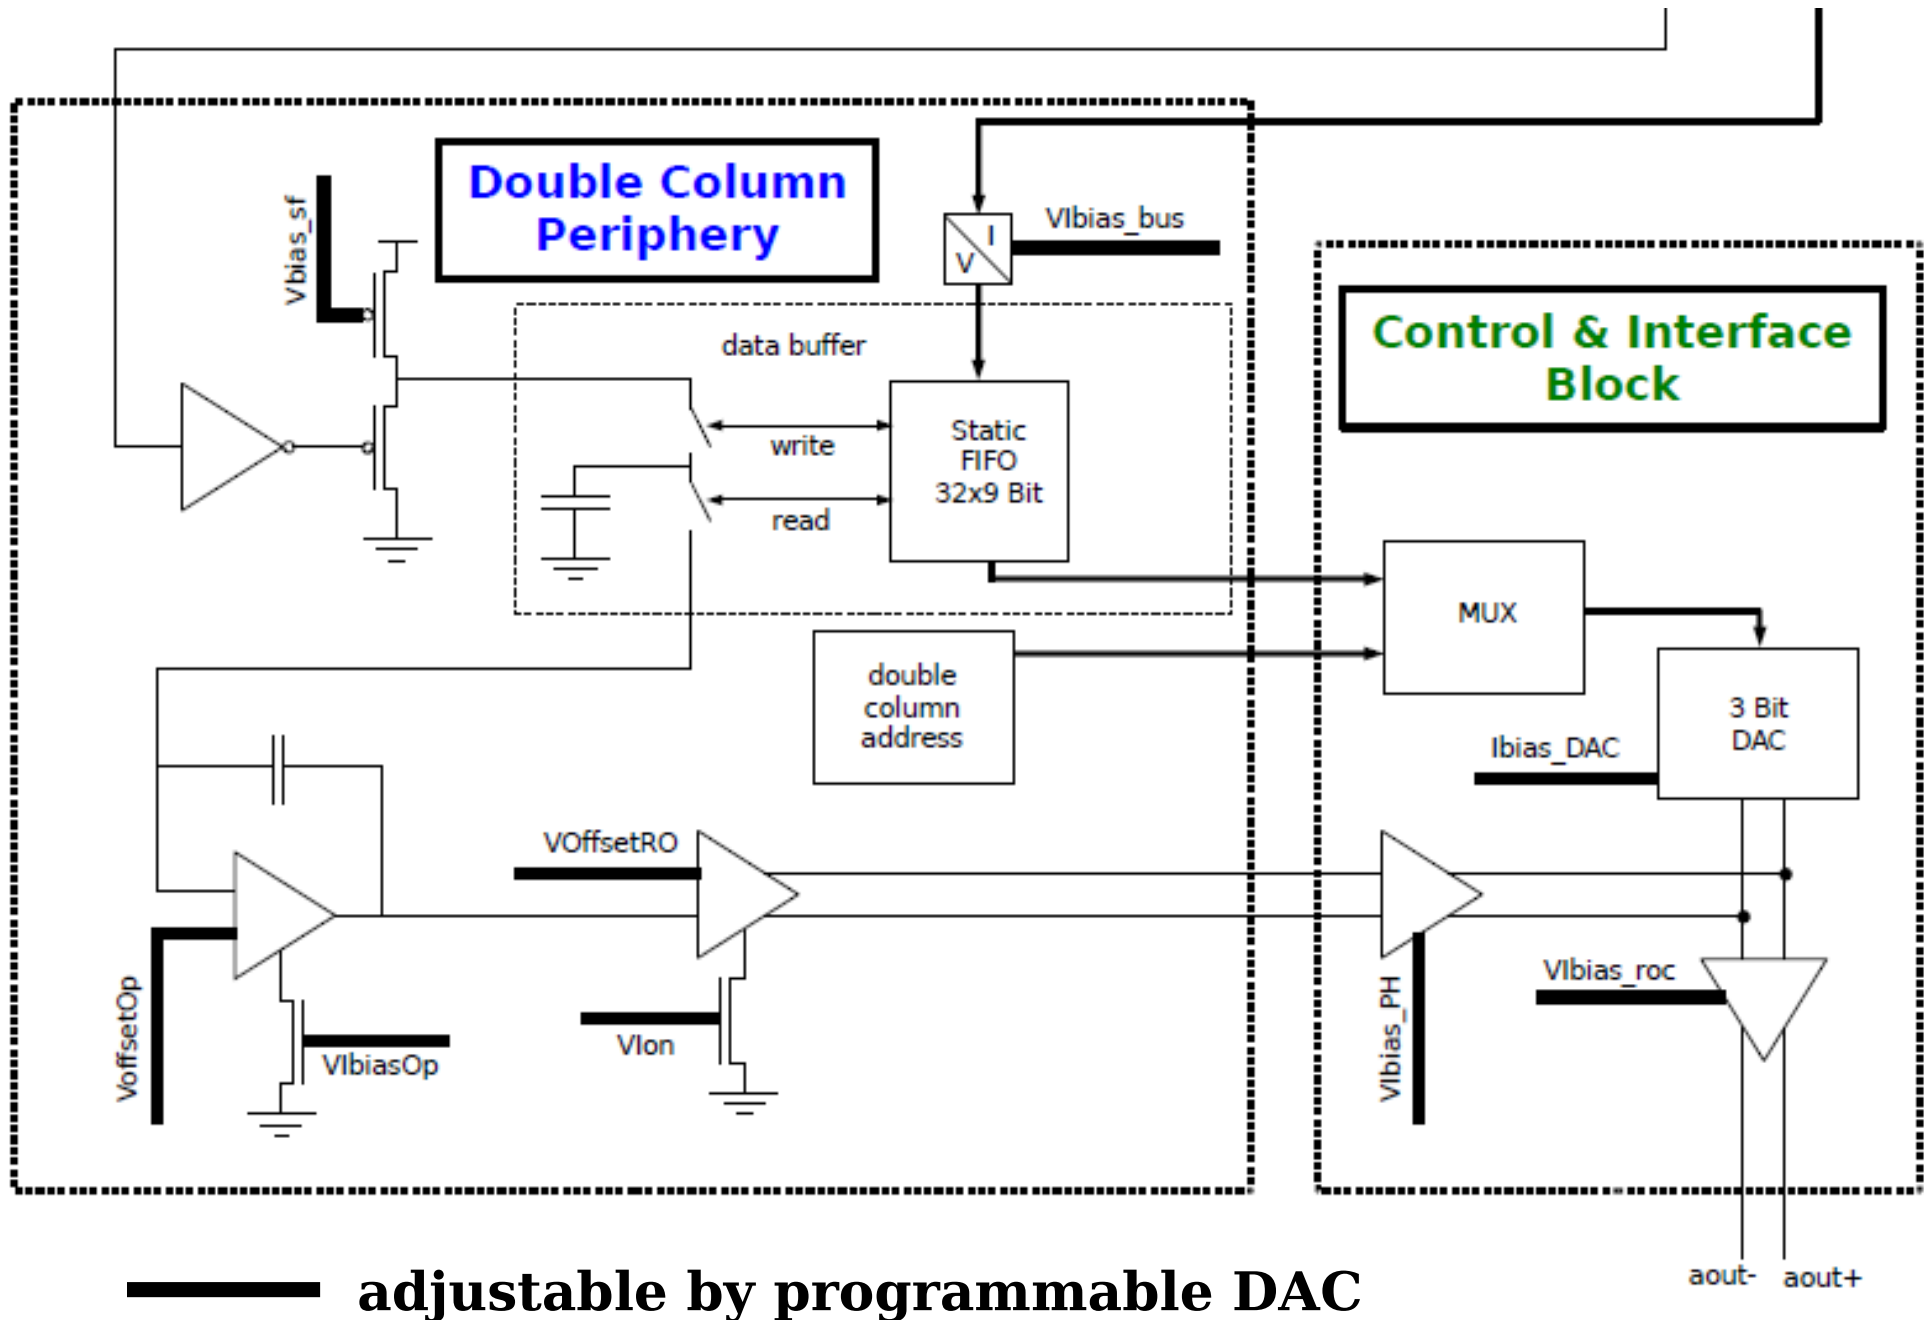 Double Column
Periphery
Vbias_sf
VIbias_bus
I
V
data buffer
Control & Interface
Block
Static
FIFO
32x9 Bit
write
read
MUX
double
column
address
3 Bit
DAC
Ibias_DAC
VOffsetRO
VIbias_roc
VoffsetOp
VIbiasOp
VIon
VIbias_PH
aout-
aout+
adjustable by programmable DAC